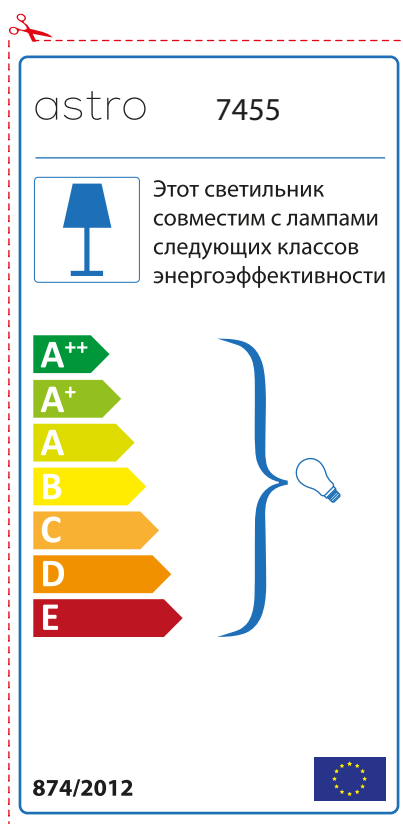 astro 7455
Этот светильник
совместим с лампами
следующих классов
энергоэффективности
A++
A+
A
B
C
D
E
874/2012